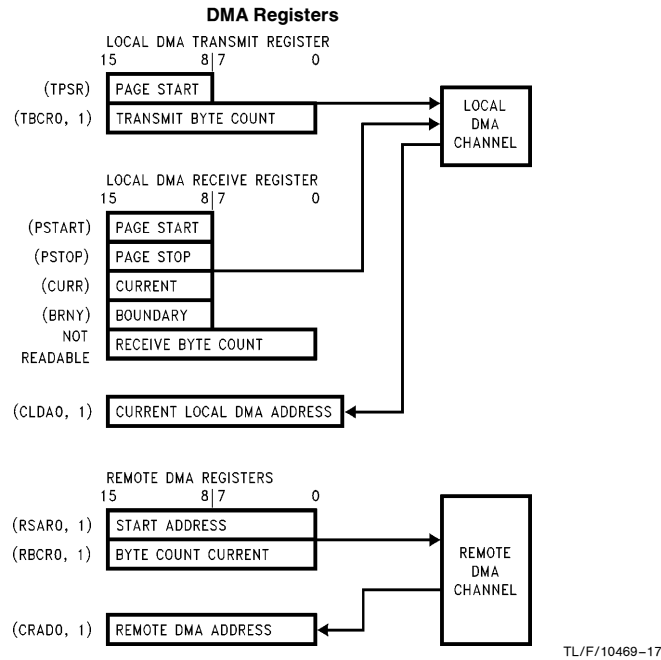 DMA Registers
LOCAL DMA TRANSMIT REGISTER
15 8|7 0
(TPSR) PAGE START
(TBCR0, 1) TRANSMIT BYTE COUNT
LOCAL
DMA
CHANNEL
LOCAL DMA RECEIVE REGISTER
15 8|7 0
(PSTART) PAGE START
(PSTOP) PAGE STOP
(CURR) CURRENT
(BRNY) BOUNDARY
NOT
READABLE
RECEIVE BYTE COUNT
(CLDA0, 1) CURRENT LOCAL DMA ADDRESS
REMOTE DMA REGISTERS
15 8|7 0
(RSAR0, 1) START ADDRESS
(RBCR0, 1) BYTE COUNT CURRENT
REMOTE
DMA
CHANNEL
(CRAD0, 1) REMOTE DMA ADDRESS
TL/F/10469–17